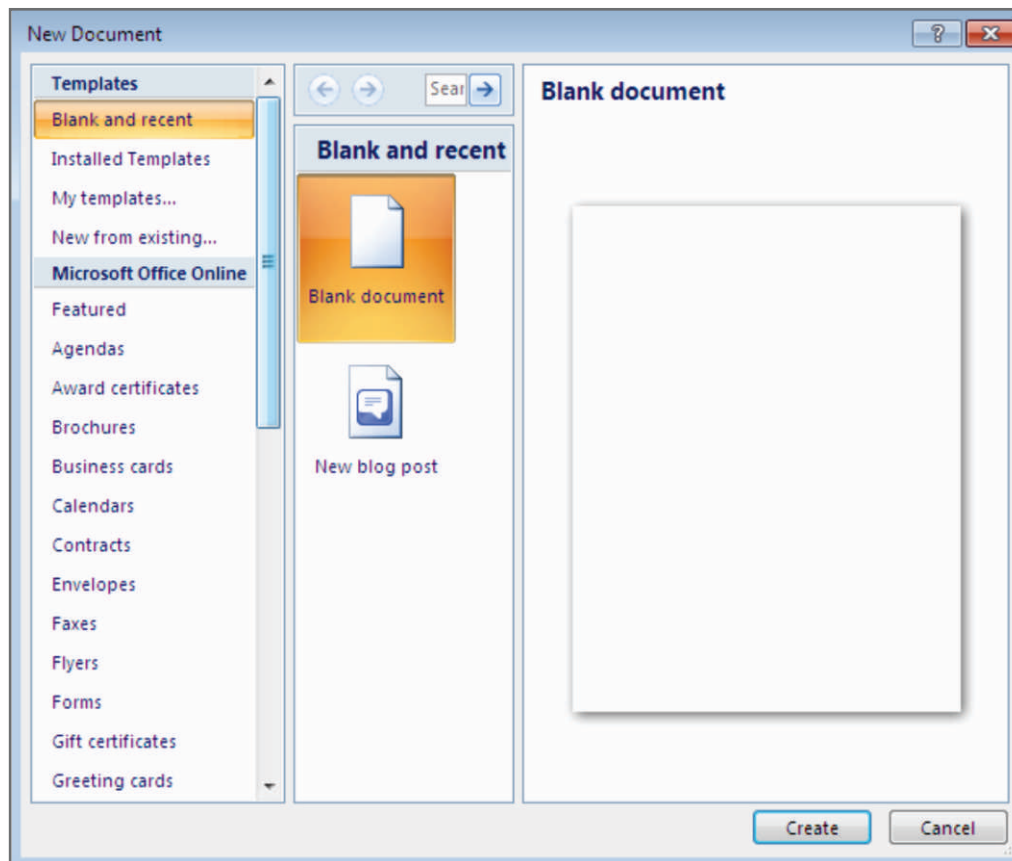 New Document
?
Templates
Blank and recent
Installed Templates
My templates...
New from existing...
Microsoft Office Online
Featured
Agendas
Award certificates
Brochures
Business cards
Calendars
Contracts
Envelopes
Faxes
Flyers
Forms
Gift certificates
Greeting cards
Sear
Blank and recent
Blank document
New blog post
Blank document
Create
Cancel